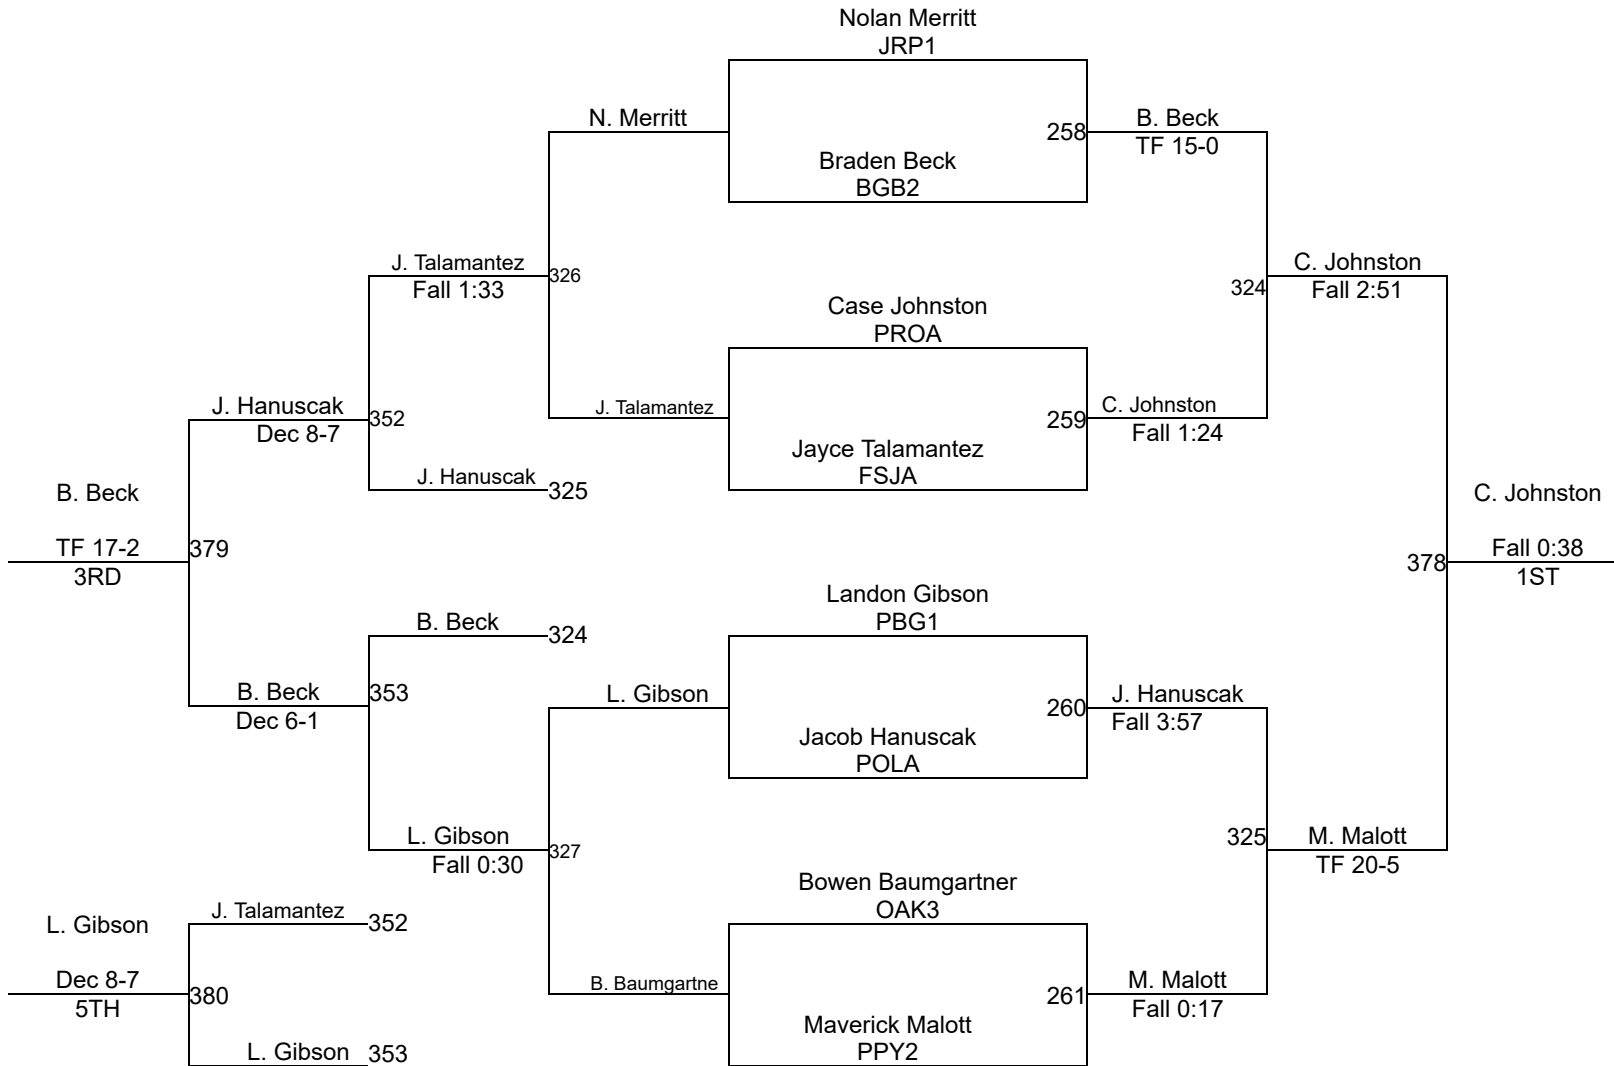 Nolan Merritt
JRP1
N. Merritt
258
B. Beck
TF 15-0
Braden Beck
BGB2
J. Talamantez
Fall 1:33
326
324
C. Johnston
Fall 2:51
Case Johnston
PROA
J. Hanuscak
Dec 8-7
352
J. Talamantez
259
C. Johnston
Fall 1:24
Jayce Talamantez
FSJA
J. Hanuscak
325
B. Beck
TF 17-2
3RD
379
378
C. Johnston
Fall 0:38
1ST
Landon Gibson
PBG1
B. Beck
324
B. Beck
Dec 6-1
353
L. Gibson
260
J. Hanuscak
Fall 3:57
Jacob Hanuscak
POLA
L. Gibson
Fall 0:30
327
325
M. Malott
TF 20-5
Bowen Baumgartner
OAK3
J. Talamantez
352
L. Gibson
Dec 8-7
5TH
380
B. Baumgartne
261
M. Malott
Fall 0:17
Maverick Malott
PPY2
L. Gibson
353